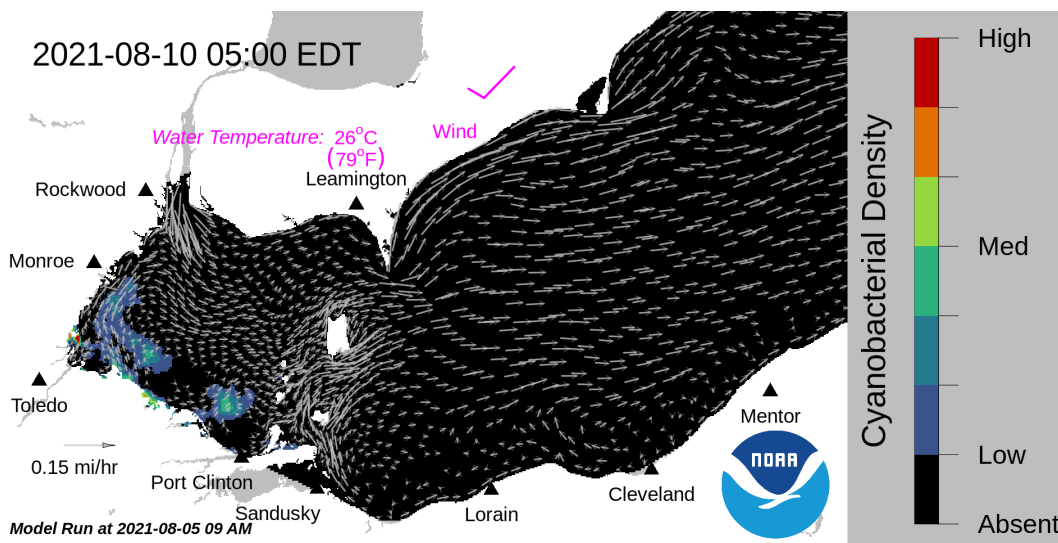 2021-08-10 05:00 EDT
High
Water Temperature: 26°C
(79°F)
Wind
Leamington
Rockwood
Monroe
Med
Cyanobacterial Density
Toledo
Mentor
0.15 mi/hr
NOAA
Low
Port Clinton
Cleveland
Sandusky
Lorain
Model Run at 2021-08-05 09 AM
Absent